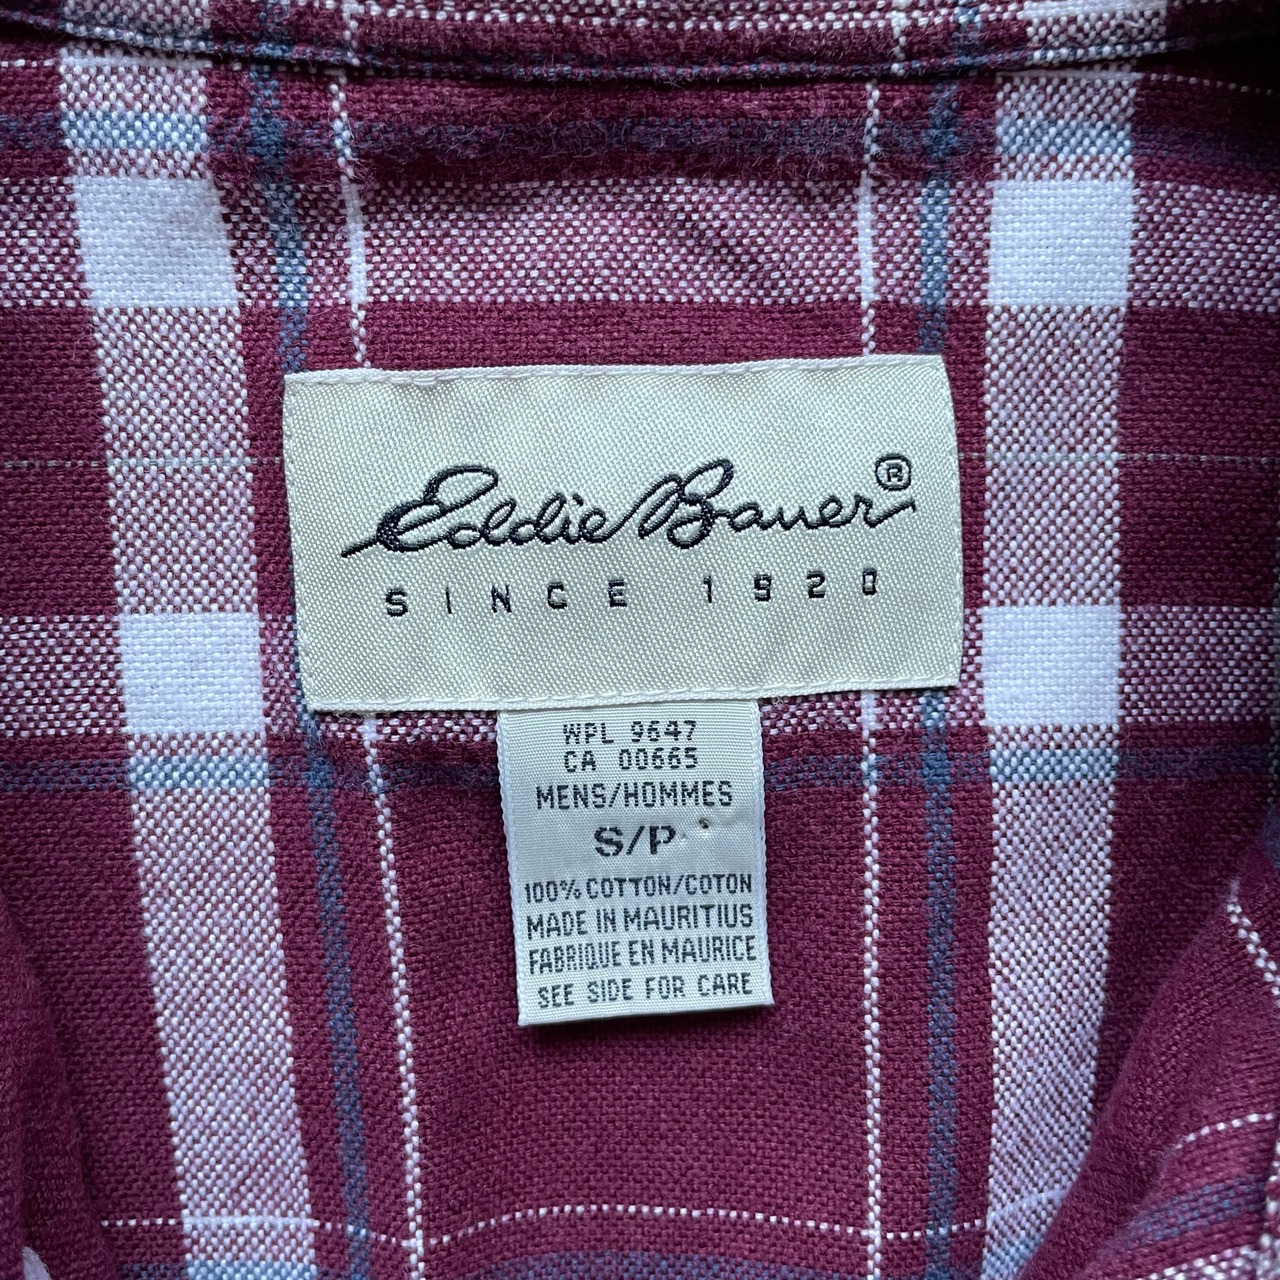 Eddie Bauer®
SINCE 1920
WPL 9647
CA 00665
MENS/HOMMES
S/P
100% COTTON/COTON
MADE IN MAURITIUS
FABRIQUE EN MAURICE
SEE SIDE FOR CARE